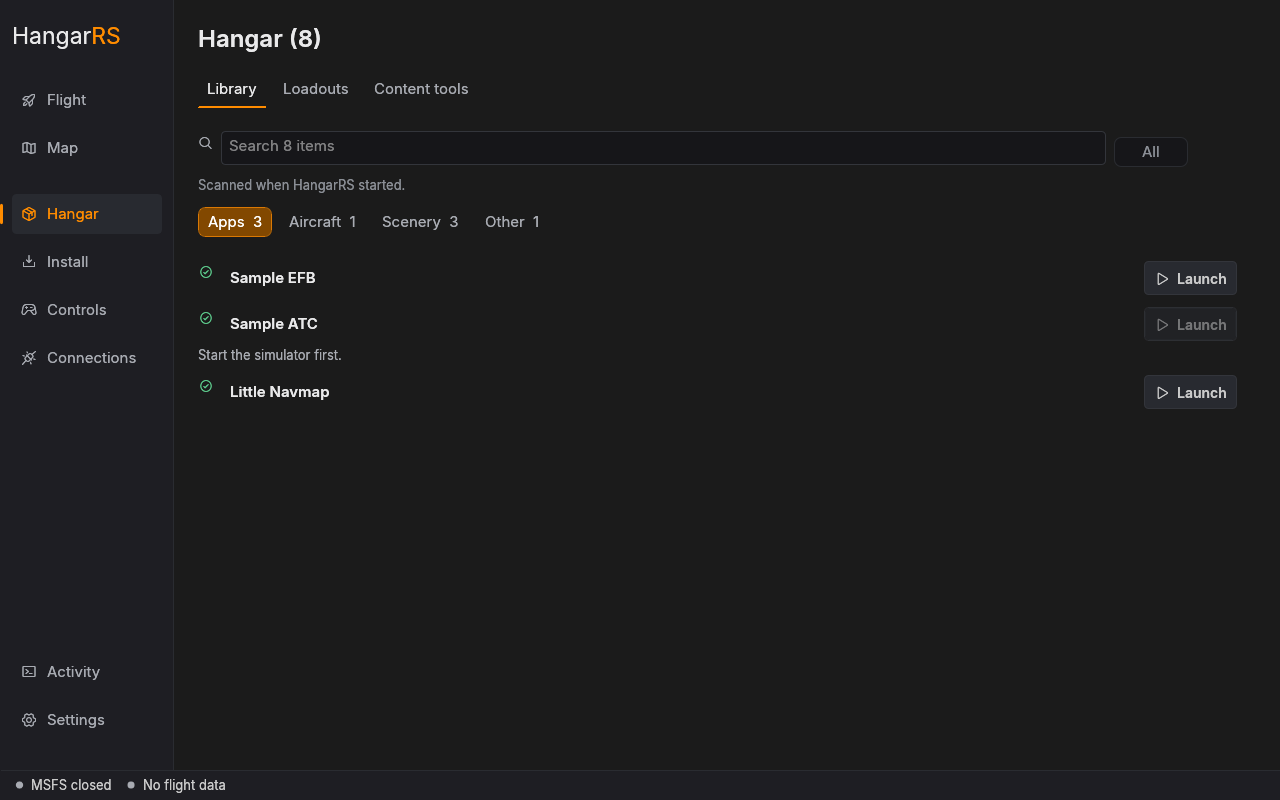 HangarRS
Flight
Map
Hangar
Install
Controls
Connections
Activity
Settings
Hangar (8)
Library Loadouts Content tools
Search 8 items All
Scanned when HangarRS started.
Apps 3 Aircraft 1 Scenery 3 Other 1
Sample EFB Launch
Sample ATC Launch
Start the simulator first.
Little Navmap Launch
MSFS closed No flight data